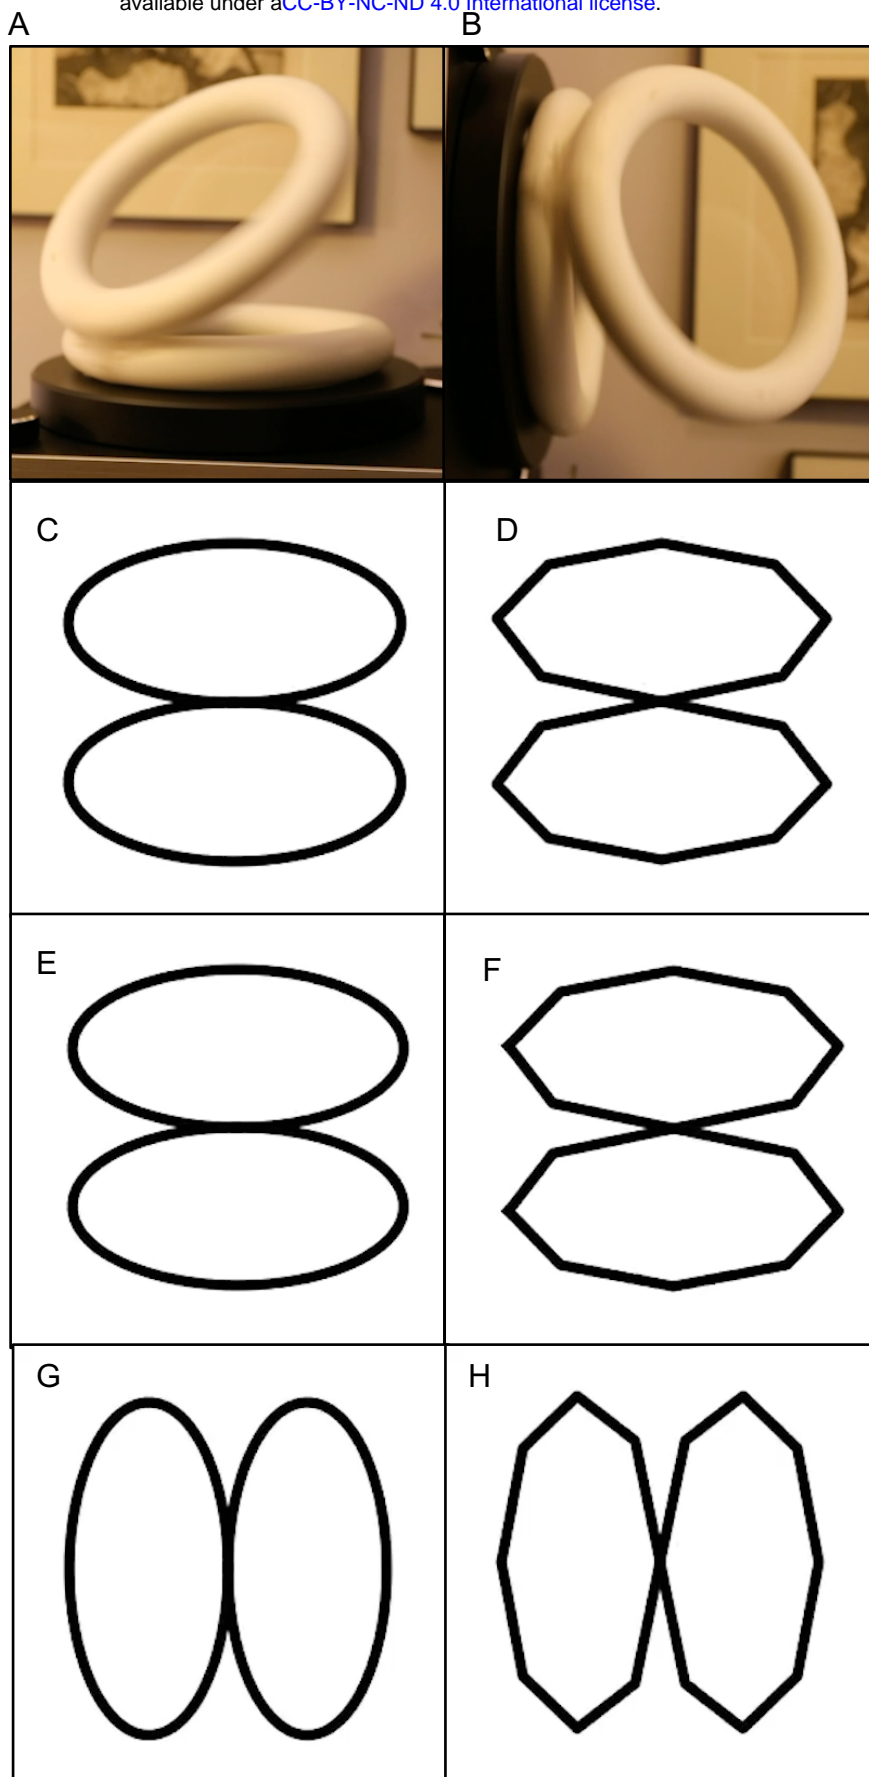 available under aCC-BY-NC-ND 4.0 International license.
A B
C D
E F
G H